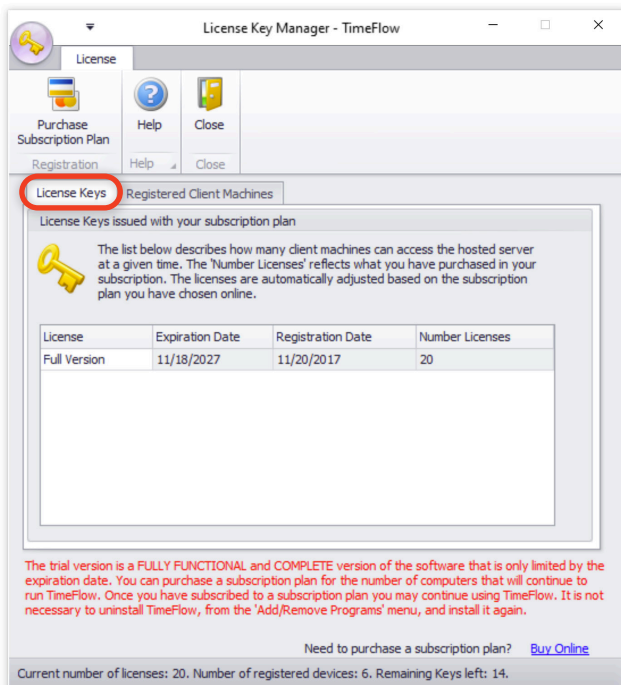 License Key Manager - TimeFlow
License
Purchase
Subscription Plan
Help
Close
Registration
Help
Close
License Keys
Registered Client Machines
License Keys issued with your subscription plan
The list below describes how many client machines can access the hosted server
at a given time. The 'Number Licenses' reflects what you have purchased in your
subscription. The licenses are automatically adjusted based on the subscription
plan you have chosen online.
License Expiration Date Registration Date Number Licenses
Full Version 11/18/2027 11/20/2017 20
The trial version is a FULLY FUNCTIONAL and COMPLETE version of the software that is only limited by the
expiration date. You can purchase a subscription plan for the number of computers that will continue to
run TimeFlow. Once you have subscribed to a subscription plan you may continue using TimeFlow. It is not
necessary to uninstall TimeFlow, from the 'Add/Remove Programs' menu, and install it again.
Need to purchase a subscription plan? Buy Online
Current number of licenses: 20. Number of registered devices: 6. Remaining Keys left: 14.